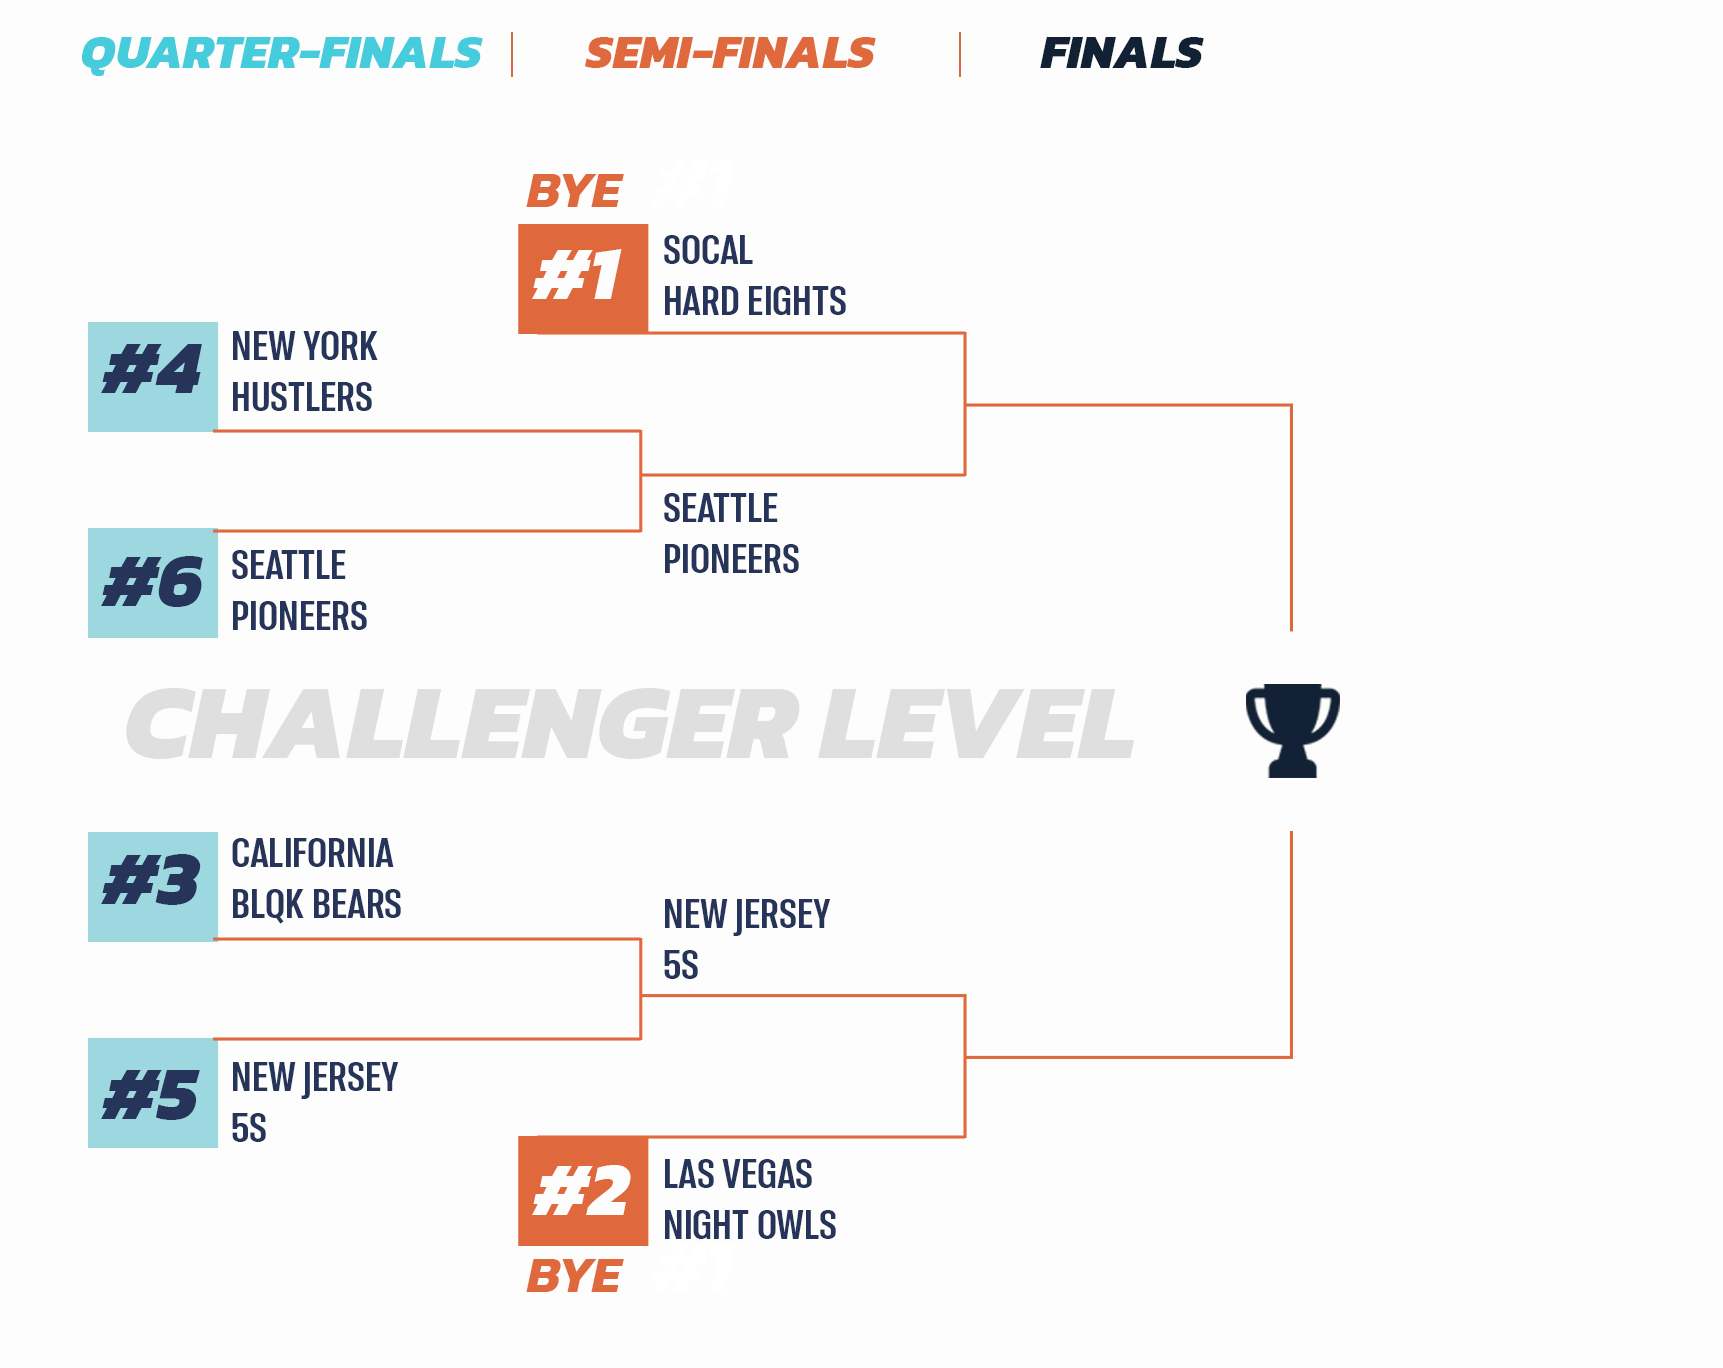 QUARTER-FINALS
SEMI-FINALS
FINALS
BYE
#1
#1
SOCAL
HARD EIGHTS
#4
NEW YORK
HUSTLERS
SEATTLE
PIONEERS
#6
SEATTLE
PIONEERS
CHALLENGER LEVEL
#3
CALIFORNIA
BLQK BEARS
NEW JERSEY
5S
#5
NEW JERSEY
5S
#2
LAS VEGAS
NIGHT OWLS
BYE
#1